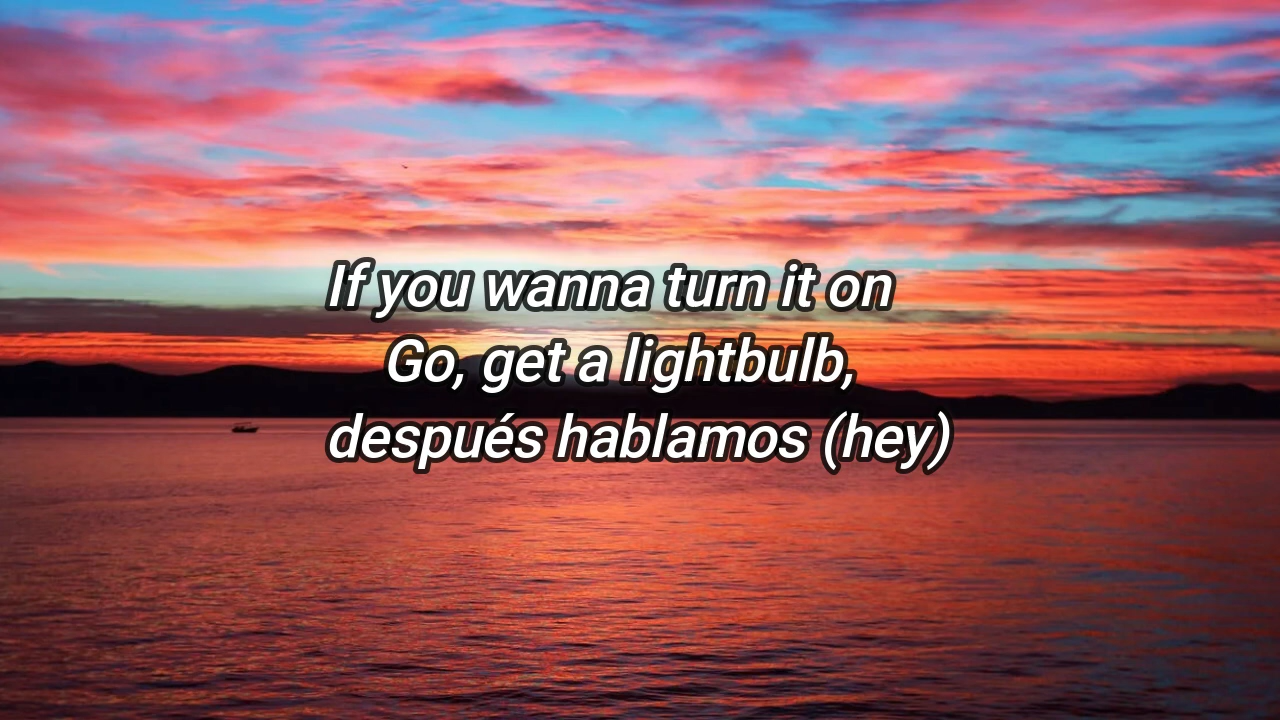 If you wanna turn it on
Go, get a lightbulb,
después hablamos (hey)